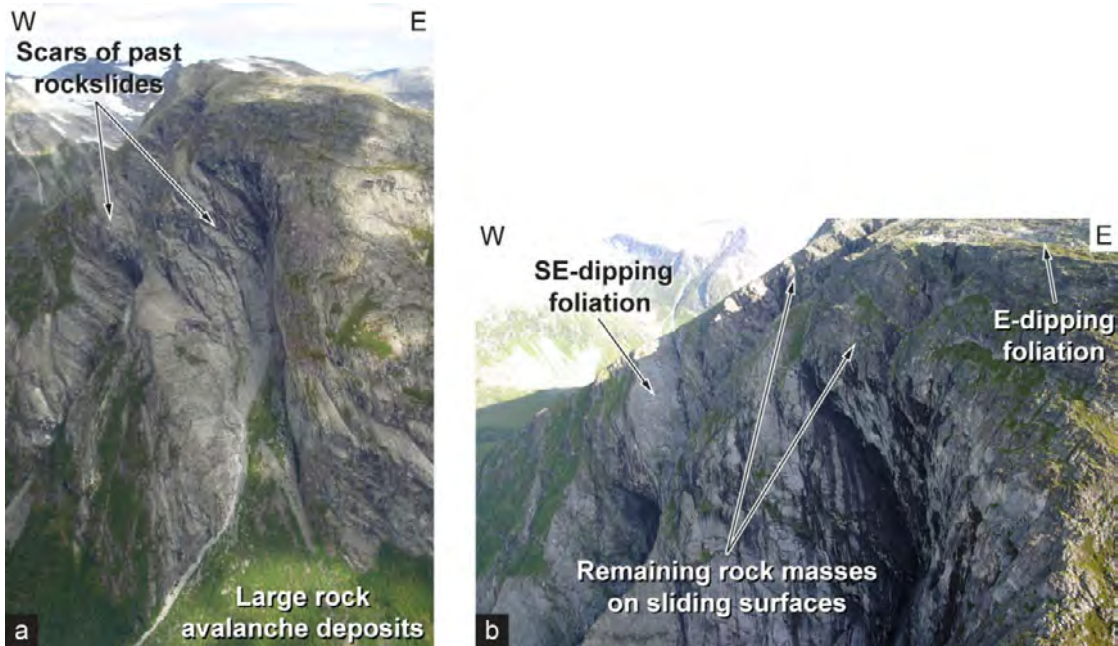 W
E
Scars of past
rockslides
Large rock
avalanche deposits
a
W
E
SE-dipping
foliation
E-dipping
foliation
Remaining rock masses
on sliding surfaces
b